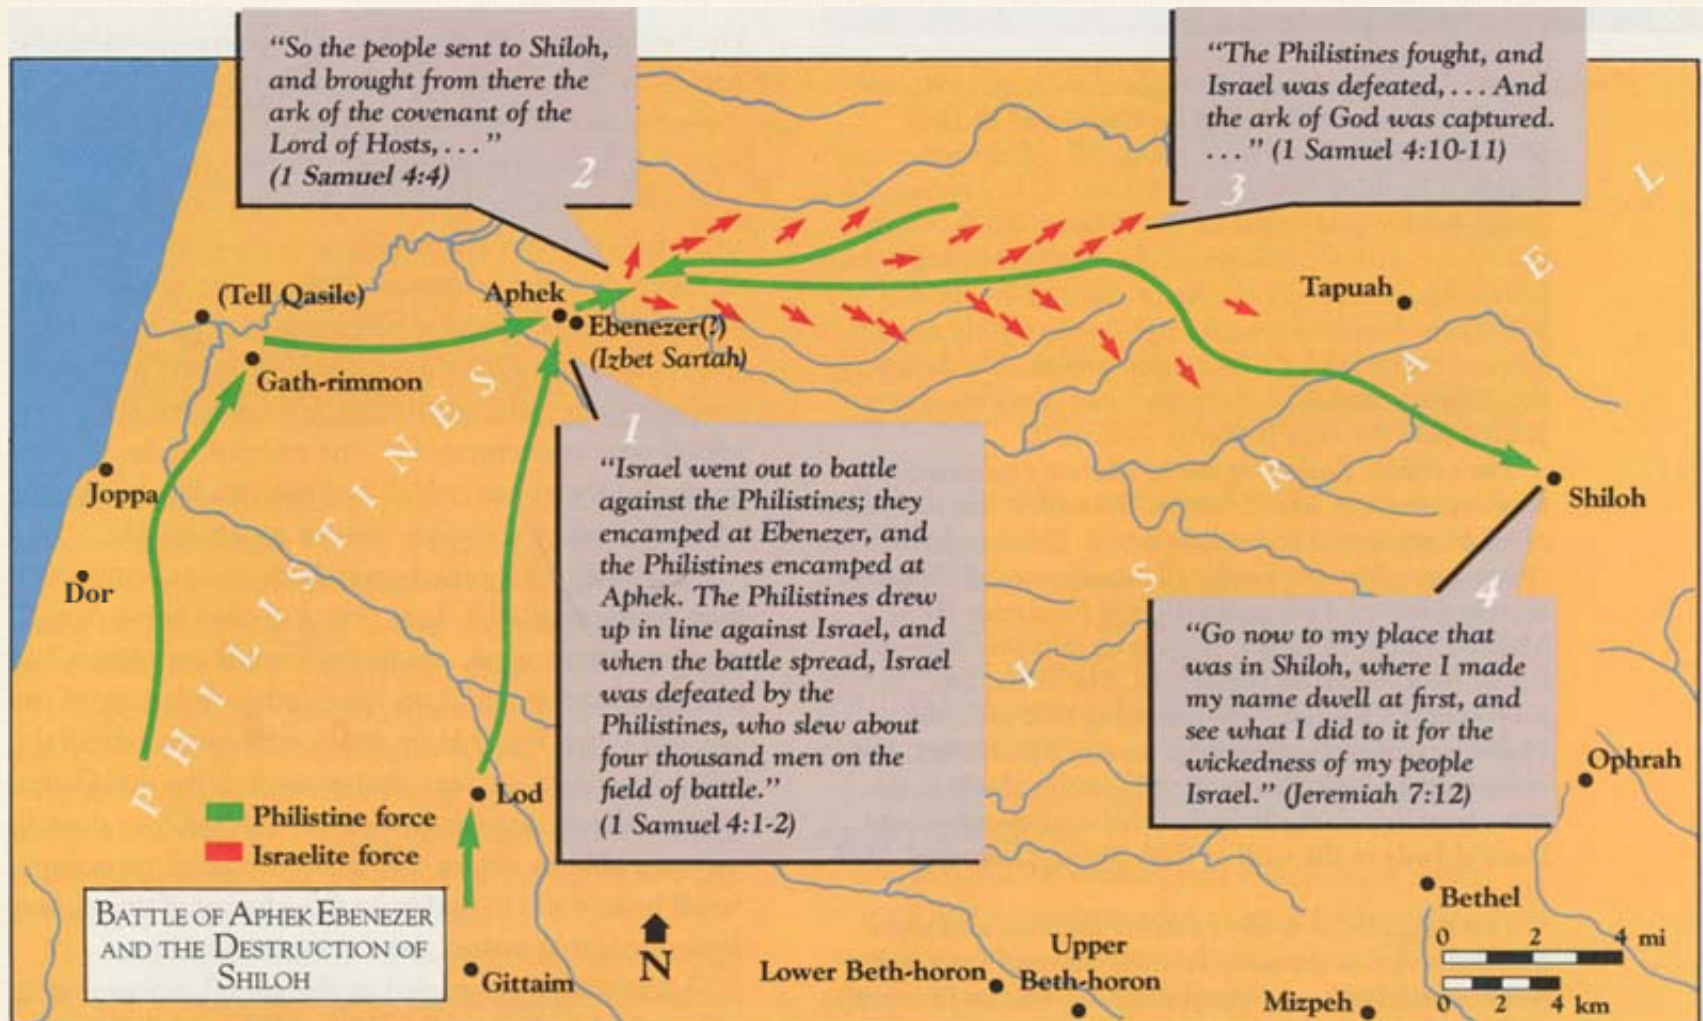 “So the people sent to Shiloh,
and brought from there the
ark of the covenant of the
Lord of Hosts, . . . ”
(1 Samuel 4:4)
2
“The Philistines fought, and
Israel was defeated, . . . And
the ark of God was captured.
. . . ” (1 Samuel 4:10-11)
3
(Tell Qasile)
Aphek
Ebenezer(?)
(Izbet Sartah)
Gath-rimmon
Tapuah
Joppa
Dor
Shiloh
PHILISTINES
ISRAEL
1
“Israel went out to battle
against the Philistines; they
encamped at Ebenezer, and
the Philistines encamped at
Aphek. The Philistines drew
up in line against Israel, and
when the battle spread, Israel
was defeated by the
Philistines, who slew about
four thousand men on the
field of battle.”
(1 Samuel 4:1-2)
4
“Go now to my place that
was in Shiloh, where I made
my name dwell at first, and
see what I did to it for the
wickedness of my people
Israel.” (Jeremiah 7:12)
Ophrah
Lod
Philistine force
Israelite force
BATTLE OF APHEK EBENEZER
AND THE DESTRUCTION OF
SHILOH
Gittaim
N
Lower Beth-horon
Upper
Beth-horon
Bethel
Mizpeh
0 2 4 mi
0 2 4 km